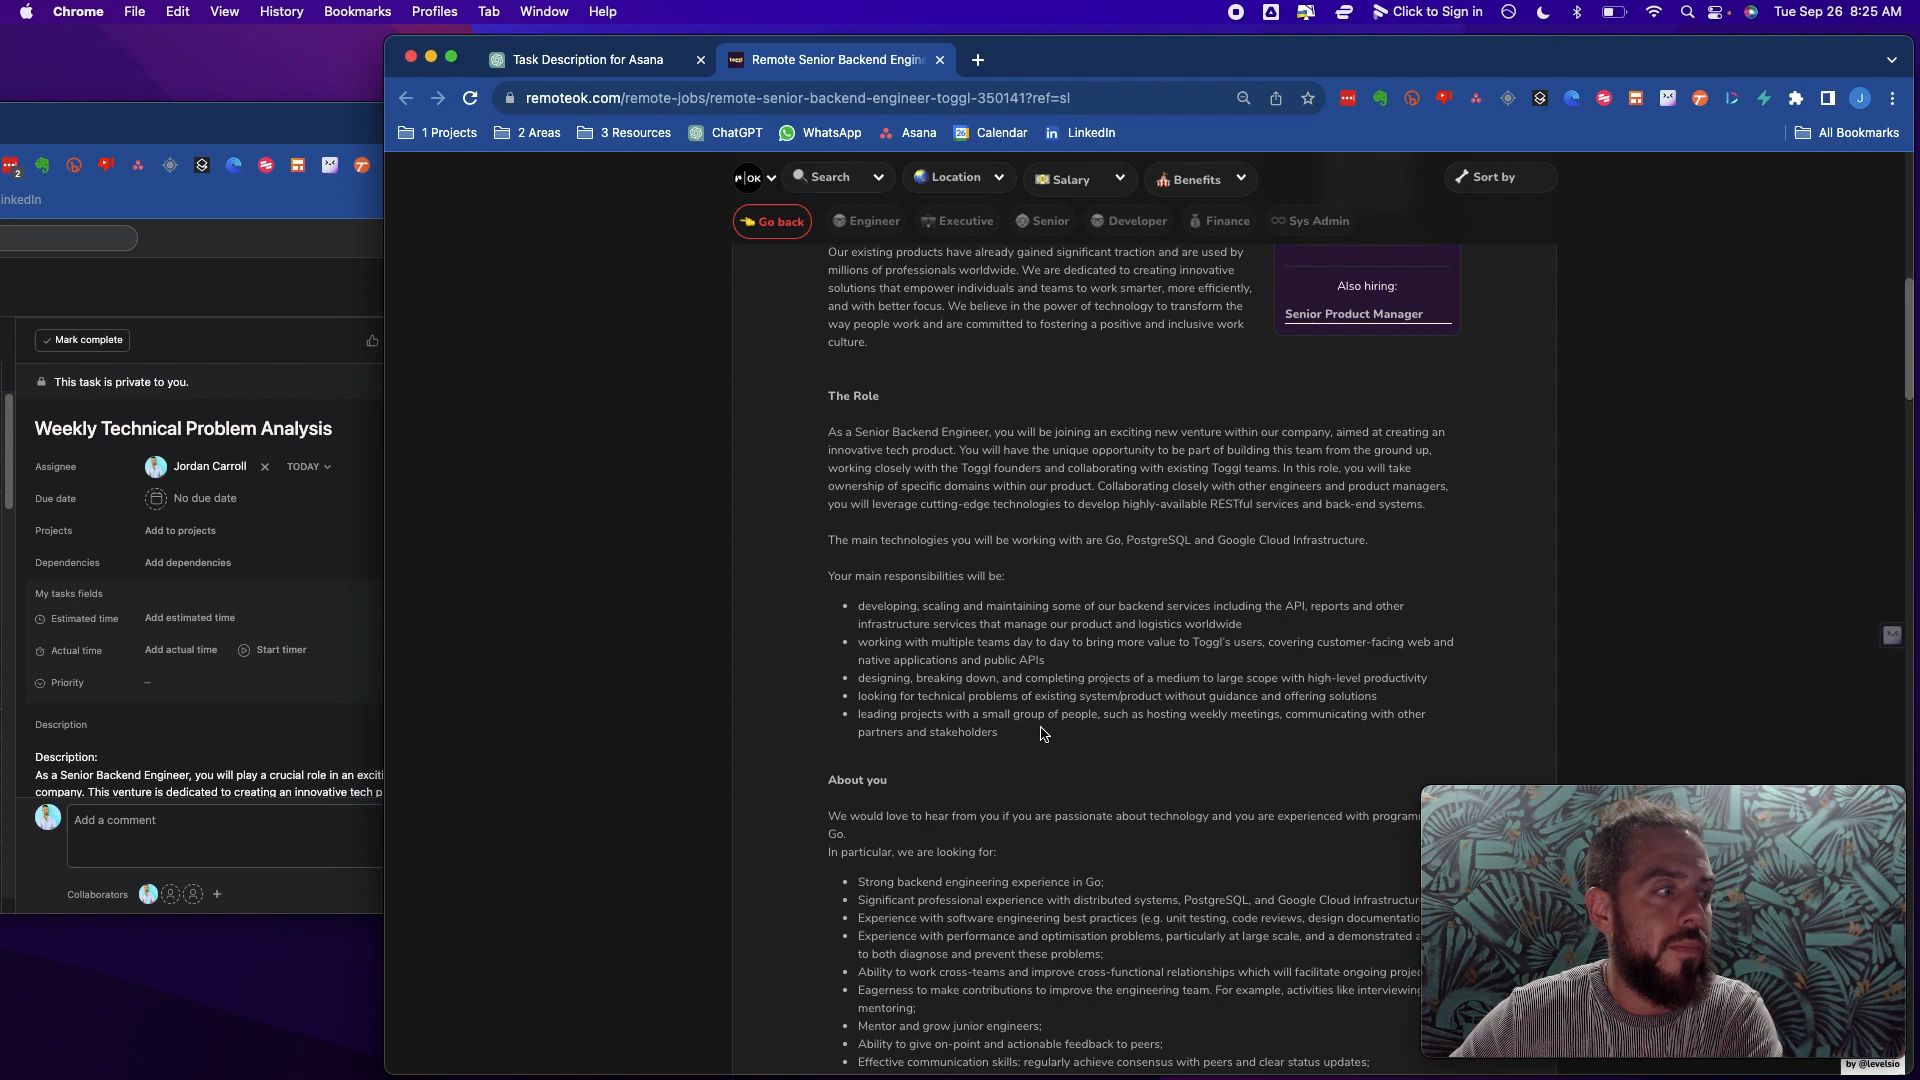 Chrome File Edit View History Bookmarks Profiles Tab Window Help
Click to Sign in
Tue Sep 26 8:25 AM
Task Description for Asana
Remote Senior Backend Engin
remoteok.com/remote-jobs/remote-senior-backend-engineer-toggl-350141?ref=sl
1 Projects 2 Areas 3 Resources ChatGPT WhatsApp Asana Calendar LinkedIn All Bookmarks
OK Search Location Salary Benefits Sort by
Go back Engineer Executive Senior Developer Finance Sys Admin
Our existing products have already gained significant traction and are used by
millions of professionals worldwide. We are dedicated to creating innovative
solutions that empower individuals and teams to work smarter, more efficiently,
and with better focus. We believe in the power of technology to transform the
way people work and are committed to fostering a positive and inclusive work
culture.
Also hiring:
Senior Product Manager
The Role
As a Senior Backend Engineer, you will be joining an exciting new venture within our company, aimed at creating an
innovative tech product. You will have the unique opportunity to be part of building this team from the ground up,
working closely with the Toggl founders and collaborating with existing Toggl teams. In this role, you will take
ownership of specific domains within our product. Collaborating closely with other engineers and product managers,
you will leverage cutting-edge technologies to develop highly-available RESTful services and back-end systems.
The main technologies you will be working with are Go, PostgreSQL and Google Cloud Infrastructure.
Your main responsibilities will be:
• developing, scaling and maintaining some of our backend services including the API, reports and other
infrastructure services that manage our product and logistics worldwide
• working with multiple teams day to day to bring more value to Toggl's users, covering customer-facing web and
native applications and public APIs
• designing, breaking down, and completing projects of a medium to large scope with high-level productivity
• looking for technical problems of existing system/product without guidance and offering solutions
• leading projects with a small group of people, such as hosting weekly meetings, communicating with other
partners and stakeholders
About you
We would love to hear from you if you are passionate about technology and you are experienced with program
Go.
In particular, we are looking for:
• Strong backend engineering experience in Go;
• Significant professional experience with distributed systems, PostgreSQL, and Google Cloud Infrastructur
• Experience with software engineering best practices (e.g. unit testing, code reviews, design documentatio
• Experience with performance and optimisation problems, particularly at large scale, and a demonstrated a
to both diagnose and prevent these problems;
• Ability to work cross-teams and improve cross-functional relationships which will facilitate ongoing proje
• Eagerness to make contributions to improve the engineering team. For example, activities like interviewing
mentoring;
• Mentor and grow junior engineers;
• Ability to give on-point and actionable feedback to peers;
• Effective communication skills: regularly achieve consensus with peers and clear status updates;
by @levelsio
2
inkedIn
Mark complete
This task is private to you.
Weekly Technical Problem Analysis
Assignee Jordan Carroll TODAY
Due date No due date
Projects Add to projects
Dependencies Add dependencies
My tasks fields
Estimated time Add estimated time
Actual time Add actual time Start timer
Priority —
Description
Description:
As a Senior Backend Engineer, you will play a crucial role in an exciti
company. This venture is dedicated to creating an innovative tech p
Add a comment
Collaborators